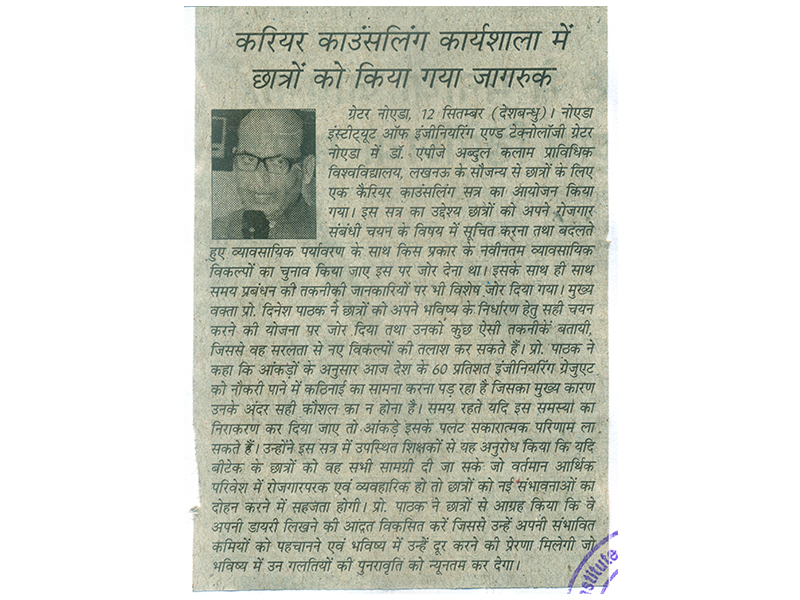 करियर काउंसलिंग कार्यशाला में
छात्रों को किया गया जागरुक
ग्रेटर नोएडा, 12 सितम्बर (देशबन्धु)। नोएडा
इंस्टीट्यूट ऑफ इंजीनियरिंग एण्ड टेक्नोलॉजी ग्रेटर
नोएडा में डॉ. एपीजे अब्दुल कलाम प्राविधिक
विश्वविद्यालय, लखनऊ के सौजन्य से छात्रों के लिए
एक कैरियर काउंसलिंग सत्र का आयोजन किया
गया। इस सत्र का उद्देश्य छात्रों को अपने रोजगार
संबंधी चयन के विषय में सूचित करना तथा बदलते
हुए व्यावसायिक पर्यावरण के साथ किस प्रकार के नवीनतम व्यावसायिक
विकल्पों का चुनाव किया जाए इस पर जोर देना था। इसके साथ ही साथ
समय प्रबंधन की तकनीकी जानकारियों पर भी विशेष जोर दिया गया। मुख्य
वक्ता प्रो. दिनेश पाठक ने छात्रों को अपने भविष्य के निर्धारण हेतु सही चयन
करने की योजना पर जोर दिया तथा उनको कुछ ऐसी तकनीकें बतायी,
जिससे वह सरलता से नए विकल्पों की तलाश कर सकते हैं। प्रो. पाठक ने
कहा कि आंकड़ों के अनुसार आज देश के 60 प्रतिशत इंजीनियरिंग ग्रेजुएट
को नौकरी पाने में कठिनाई का सामना करना पड़ रहा है जिसका मुख्य कारण
उनके अंदर सही कौशल का न होना है। समय रहते यदि इस समस्या का
निराकरण कर दिया जाए तो आंकड़े इसके पलट सकारात्मक परिणाम ला
सकते हैं। उन्होंने इस सत्र में उपस्थित शिक्षकों से यह अनुरोध किया कि यदि
बीटेक के छात्रों को वह सभी सामग्री दी जा सके जो वर्तमान आर्थिक
परिवेश में रोजगारपरक एवं व्यवहारिक हो तो छात्रों को नई संभावनाओं का
दोहन करने में सहजता होगी। प्रो. पाठक ने छात्रों से आग्रह किया कि वे
अपनी डायरी लिखने की आदत विकसित करें जिससे उन्हें अपनी संभावित
कमियों को पहचानने एवं भविष्य में उन्हें दूर करने की प्रेरणा मिलेगी जो
भविष्य में उन गलतियों की पुनरावृति को न्यूनतम कर देगा।